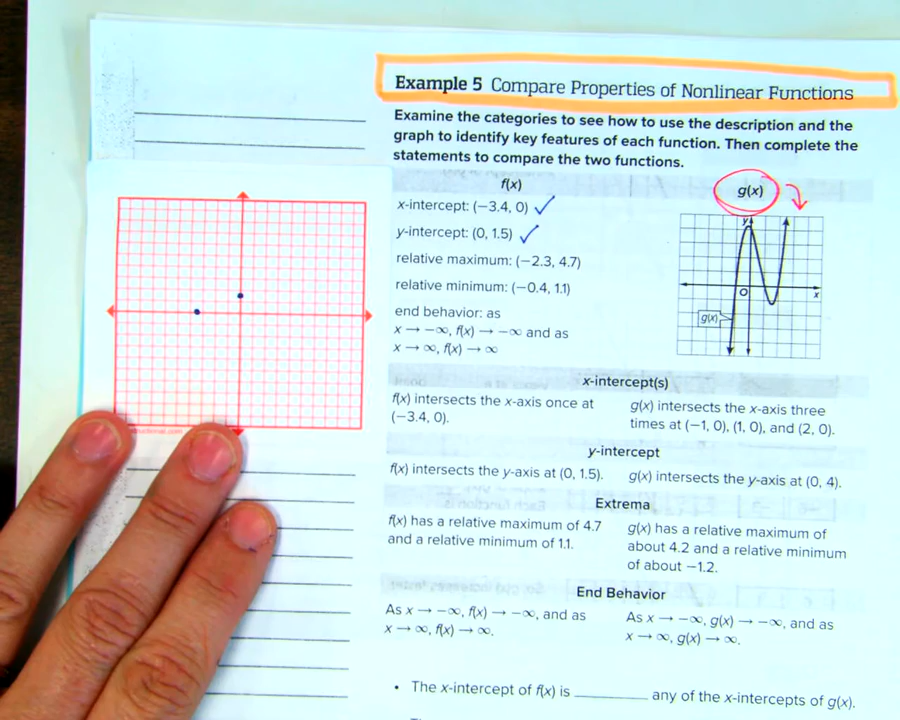 Example 5 Compare Properties of Nonlinear Functions
Examine the categories to see how to use the description and the
graph to identify key features of each function. Then complete the
statements to compare the two functions.
f(x)
x-intercept: (−3.4, 0)
y-intercept: (0, 1.5)
relative maximum: (−2.3, 4.7)
relative minimum: (−0.4, 1.1)
end behavior: as
x → −∞, f(x) → −∞ and as
x → ∞, f(x) → ∞
g(x)
y
O
x
g(x)
x-intercept(s)
f(x) intersects the x-axis once at
(−3.4, 0).
g(x) intersects the x-axis three
times at (−1, 0), (1, 0), and (2, 0).
y-intercept
f(x) intersects the y-axis at (0, 1.5).
g(x) intersects the y-axis at (0, 4).
Extrema
f(x) has a relative maximum of 4.7
and a relative minimum of 1.1.
g(x) has a relative maximum of
about 4.2 and a relative minimum
of about −1.2.
End Behavior
As x → −∞, f(x) → −∞, and as
x → ∞, f(x) → ∞.
As x → −∞, g(x) → −∞, and as
x → ∞, g(x) → ∞.
• The x-intercept of f(x) is ________ any of the x-intercepts of g(x).